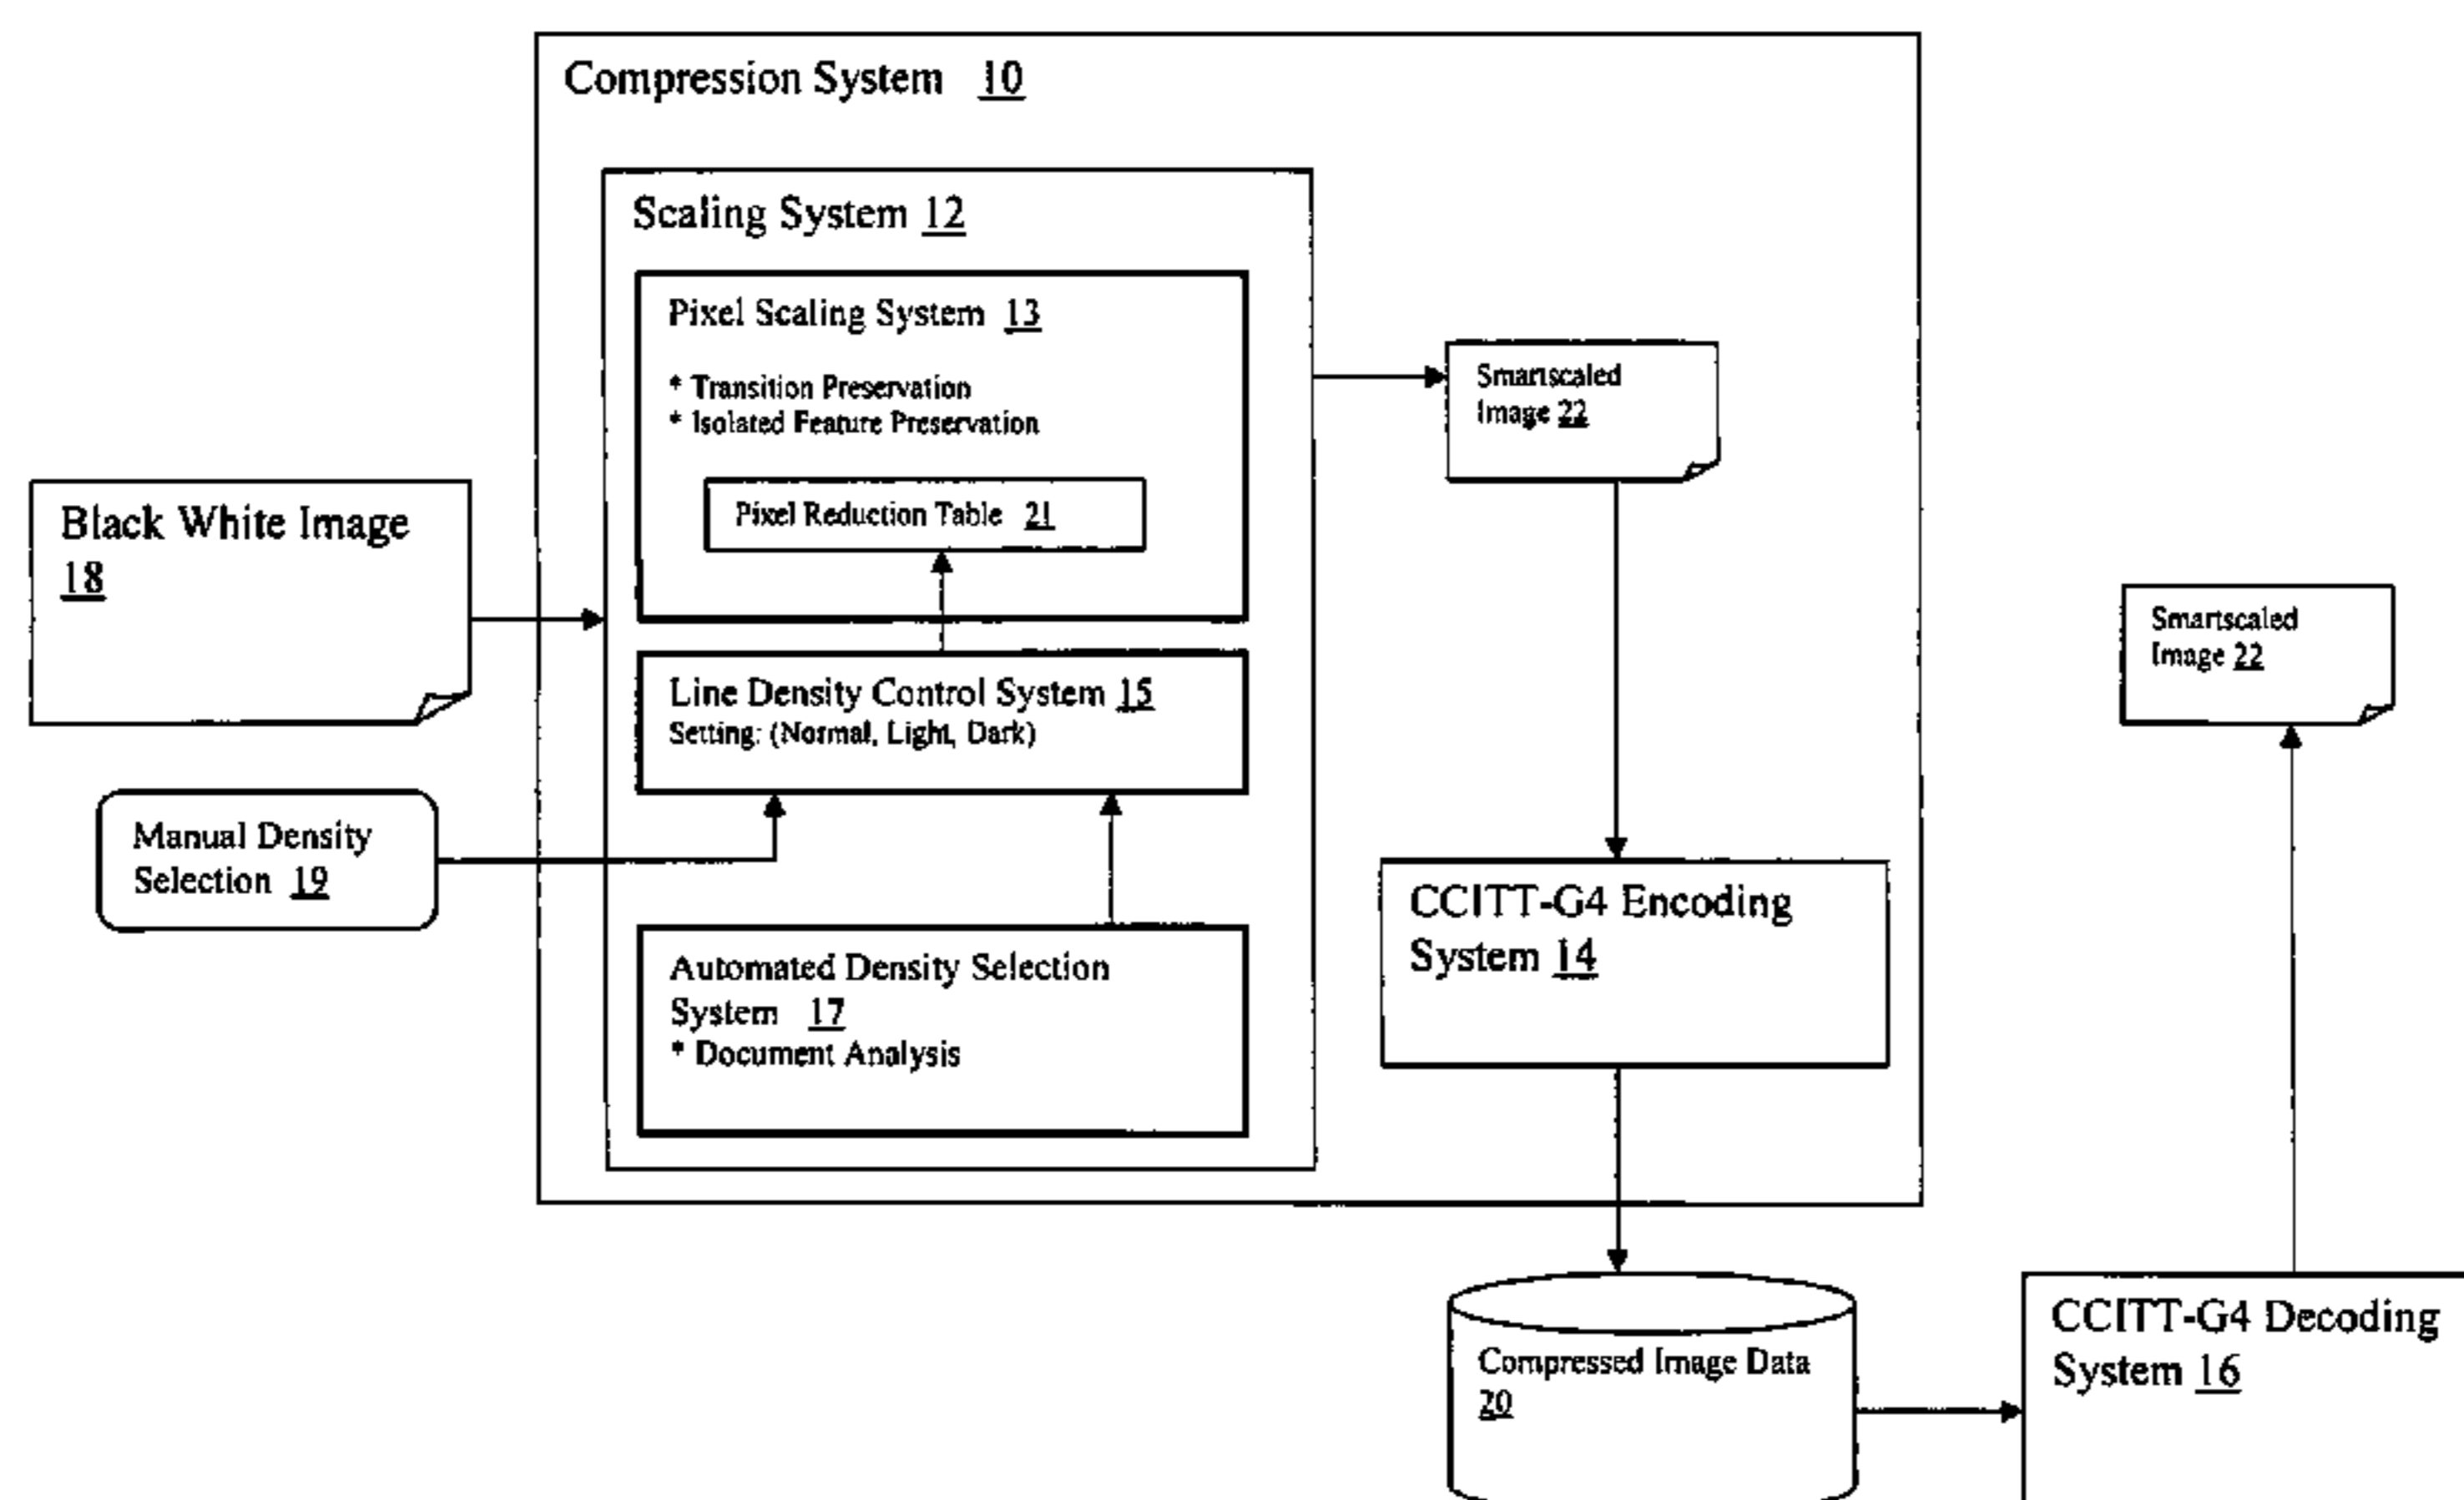 Compression System 10
Scaling System 12
Pixel Scaling System 13
* Transition Preservation
* Isolated Feature Preservation
Pixel Reduction Table 21
Smartscaled
Image 22
Black White Image
18
Line Density Control System 15
Setting: (Normal, Light, Dark)
Smartscaled
Image 22
Manual Density
Selection 19
CCITT-G4 Encoding
System 14
Automated Density Selection
System 17
* Document Analysis
CCITT-G4 Decoding
System 16
Compressed Image Data
20